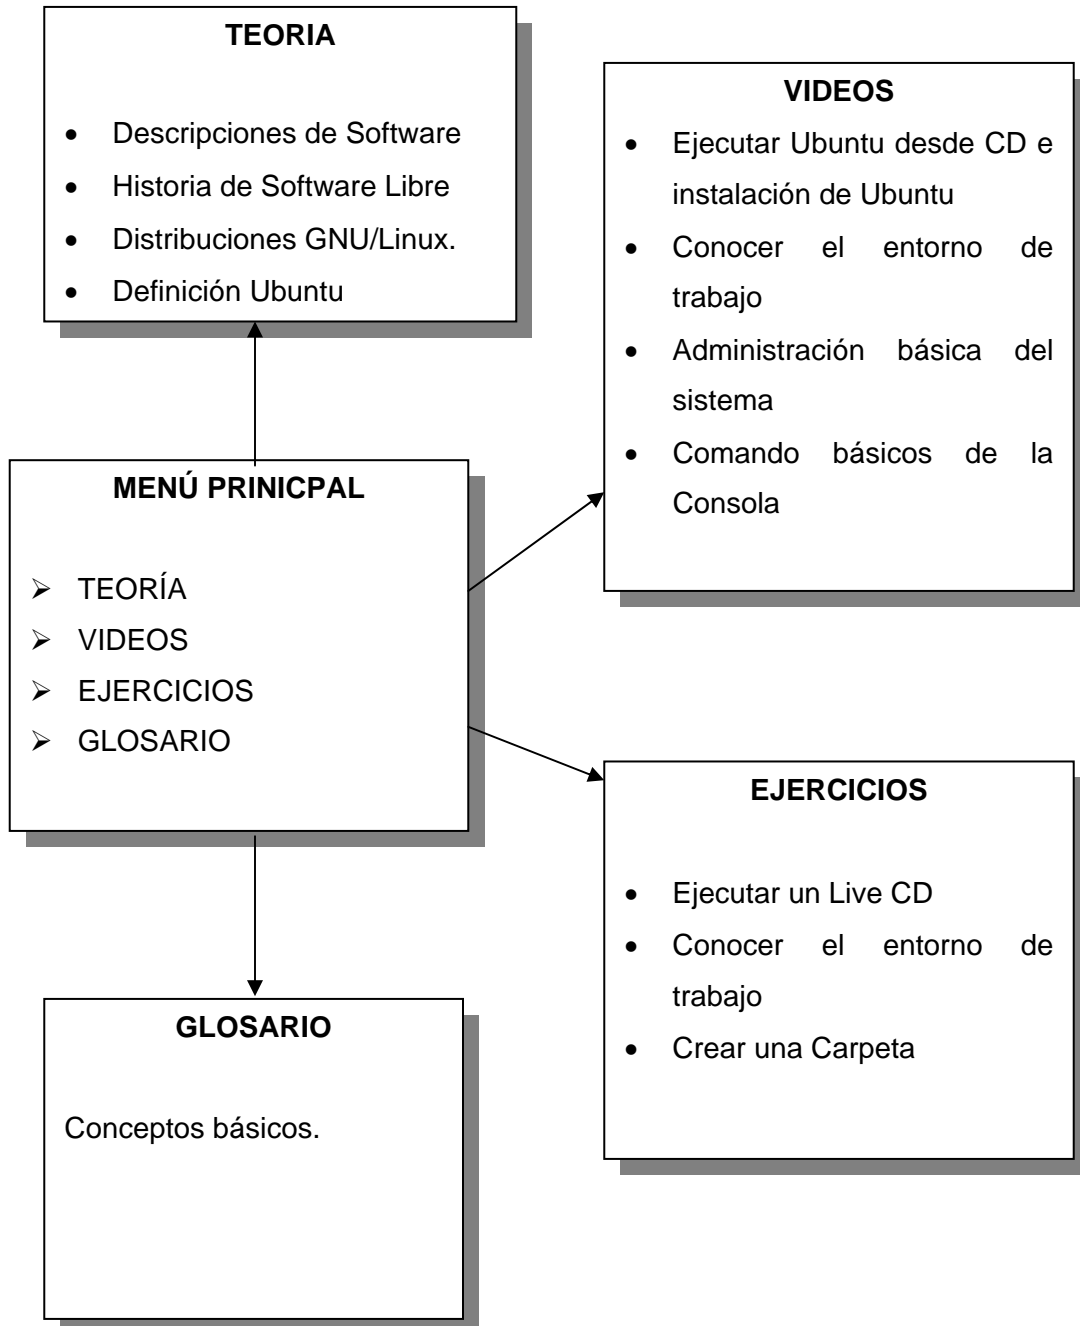 TEORIA
• Descripciones de Software
• Historia de Software Libre
• Distribuciones GNU/Linux.
• Definición Ubuntu
VIDEOS
• Ejecutar Ubuntu desde CD e
instalación de Ubuntu
• Conocer el entorno de
trabajo
• Administración básica del
sistema
• Comando básicos de la
Consola
MENÚ PRINICPAL
➢ TEORÍA
➢ VIDEOS
➢ EJERCICIOS
➢ GLOSARIO
EJERCICIOS
• Ejecutar un Live CD
• Conocer el entorno de
trabajo
• Crear una Carpeta
GLOSARIO
Conceptos básicos.